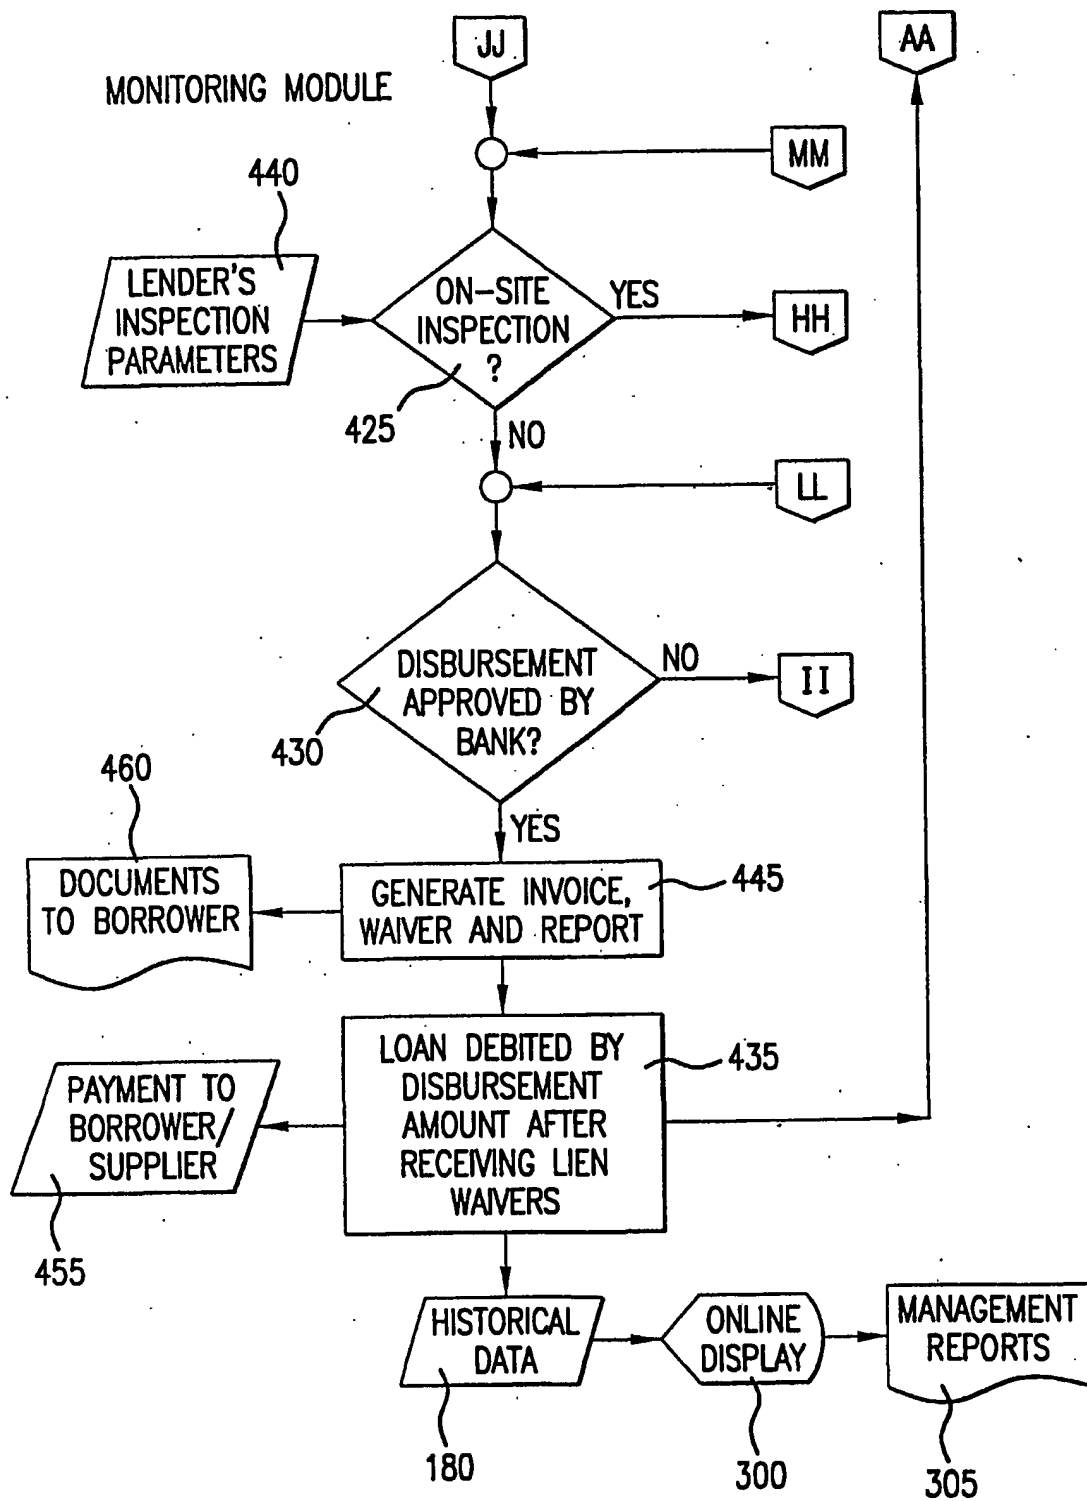 JJ
AA
MONITORING MODULE
MM
440
LENDER'S
INSPECTION
PARAMETERS
ON-SITE
INSPECTION
?
YES
HH
425
NO
LL
DISBURSEMENT
APPROVED BY
BANK?
NO
II
430
460
YES
DOCUMENTS
TO BORROWER
GENERATE INVOICE,
WAIVER AND REPORT
445
LOAN DEBITED BY
DISBURSEMENT
AMOUNT AFTER
RECEIVING LIEN
WAIVERS
435
PAYMENT TO
BORROWER/
SUPPLIER
455
HISTORICAL
DATA
ONLINE
DISPLAY
MANAGEMENT
REPORTS
180
300
305